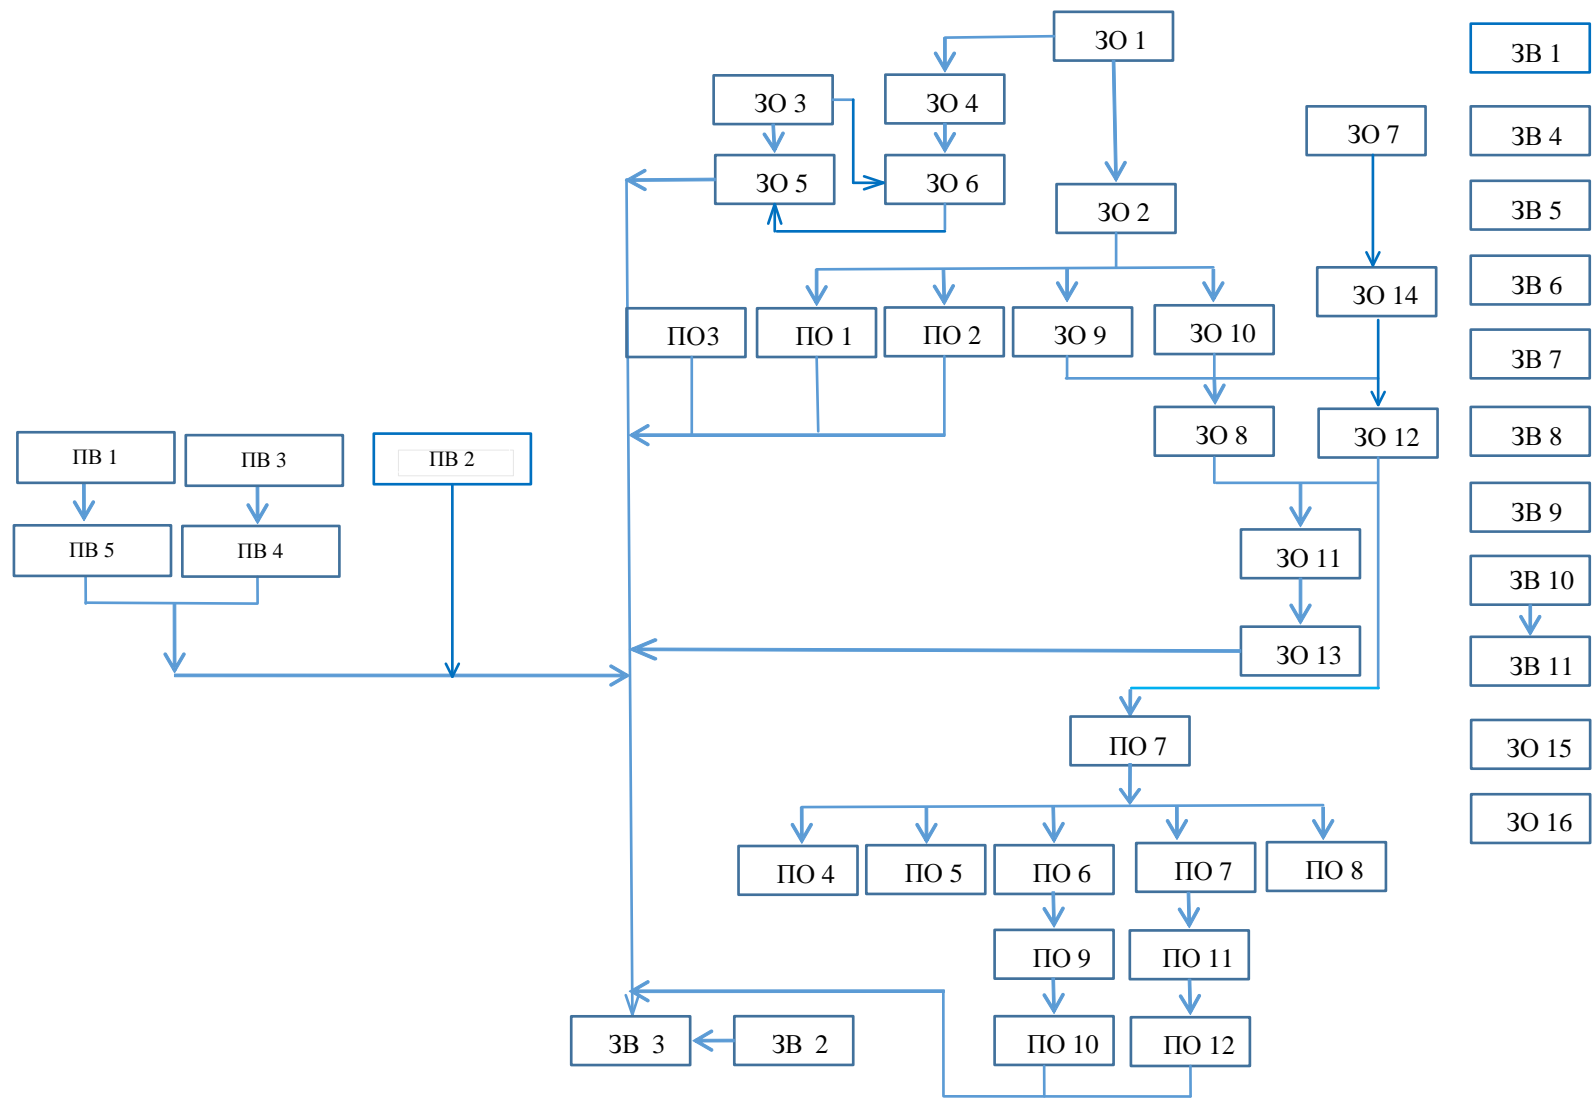 ЗО 1
ЗВ 1
ЗО 3
ЗО 4
ЗО 7
ЗВ 4
ЗО 5
ЗО 6
ЗО 2
ЗВ 5
ЗО 14
ЗВ 6
ПО3
ПО 1
ПО 2
ЗО 9
ЗО 10
ЗВ 7
ЗО 8
ЗО 12
ЗВ 8
ПВ 1
ПВ 3
ПВ 2
ЗВ 9
ПВ 5
ПВ 4
ЗО 11
ЗВ 10
ЗО 13
ЗВ 11
ПО 7
ЗО 15
ЗО 16
ПО 4
ПО 5
ПО 6
ПО 7
ПО 8
ПО 9
ПО 11
ЗВ 3
ЗВ 2
ПО 10
ПО 12